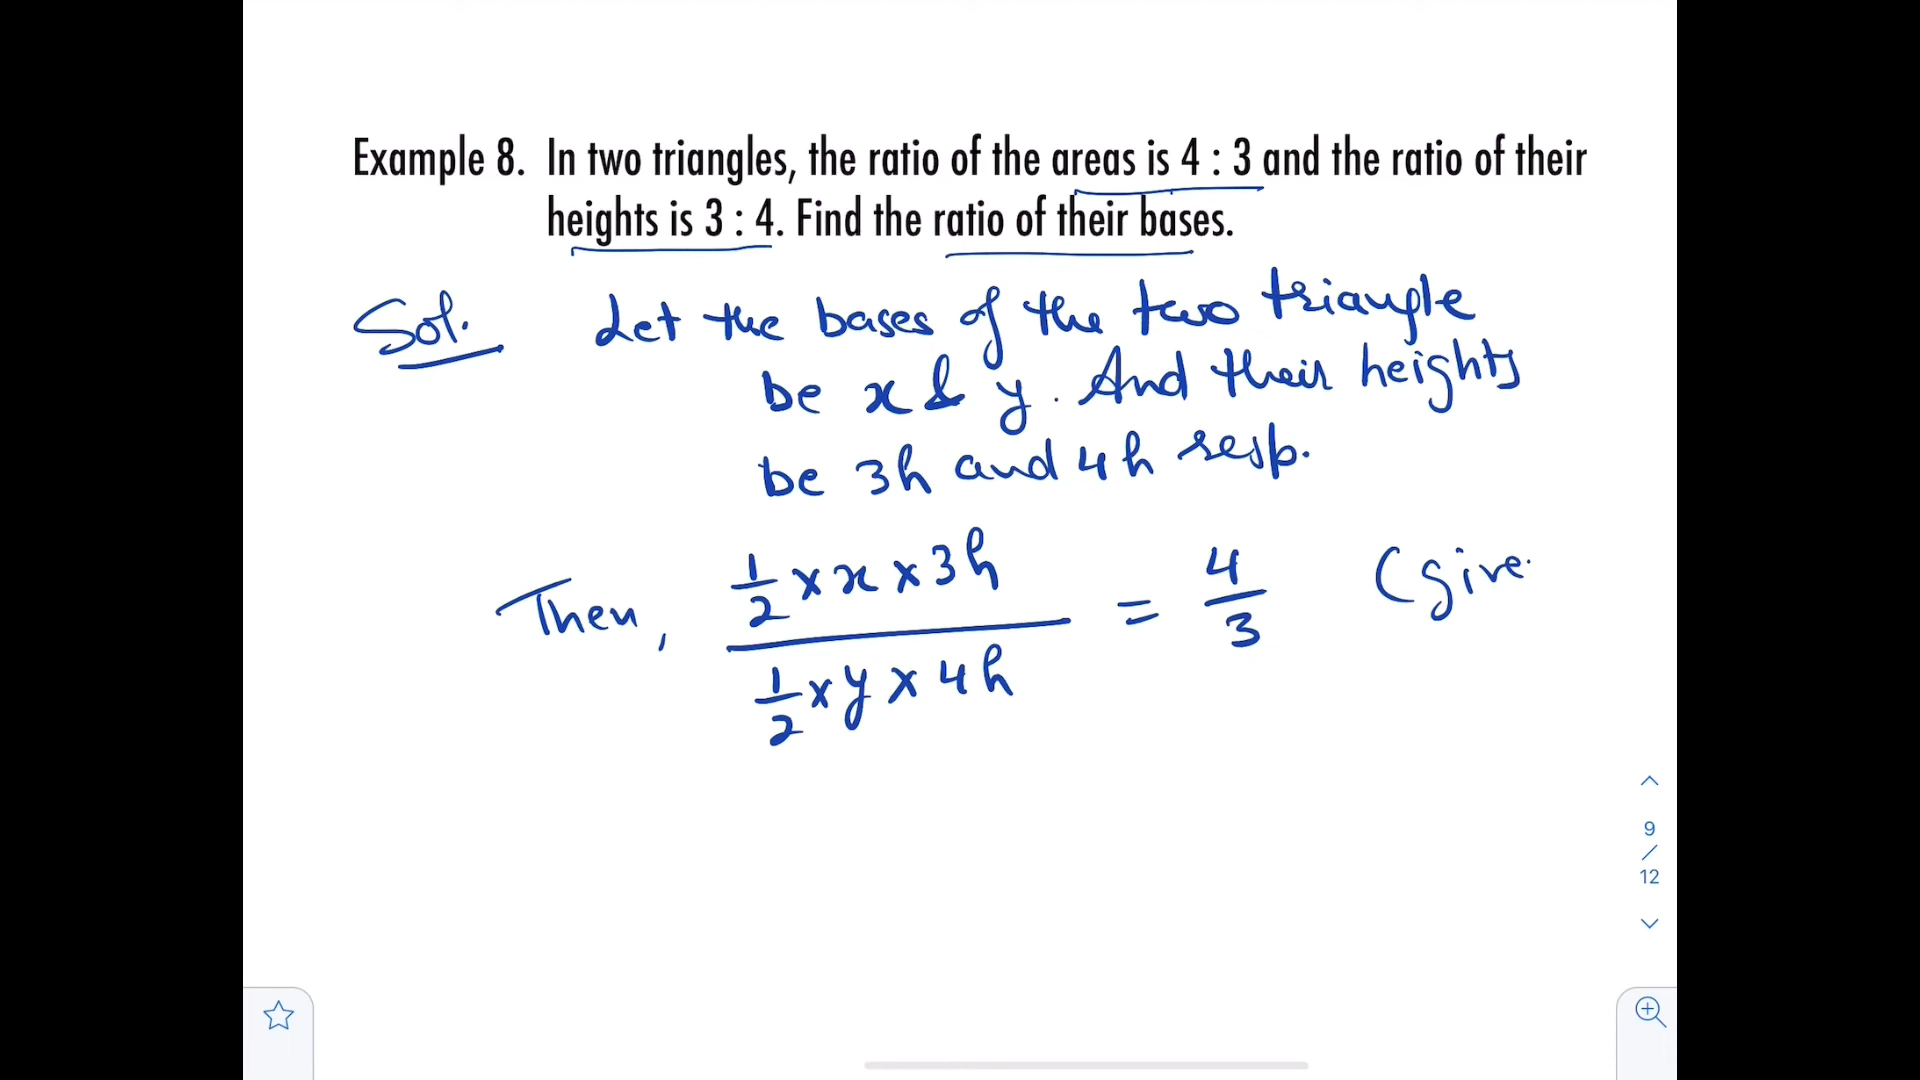 Example 8. In two triangles, the ratio of the areas is 4 : 3 and the ratio of their
heights is 3 : 4. Find the ratio of their bases.
Sol. Let the bases of the two triangle
be x & y. And their heights
be 3h and 4h resp.
Then, (1/2 × x × 3h) / (1/2 × y × 4h) = 4/3 (give
9
/
12